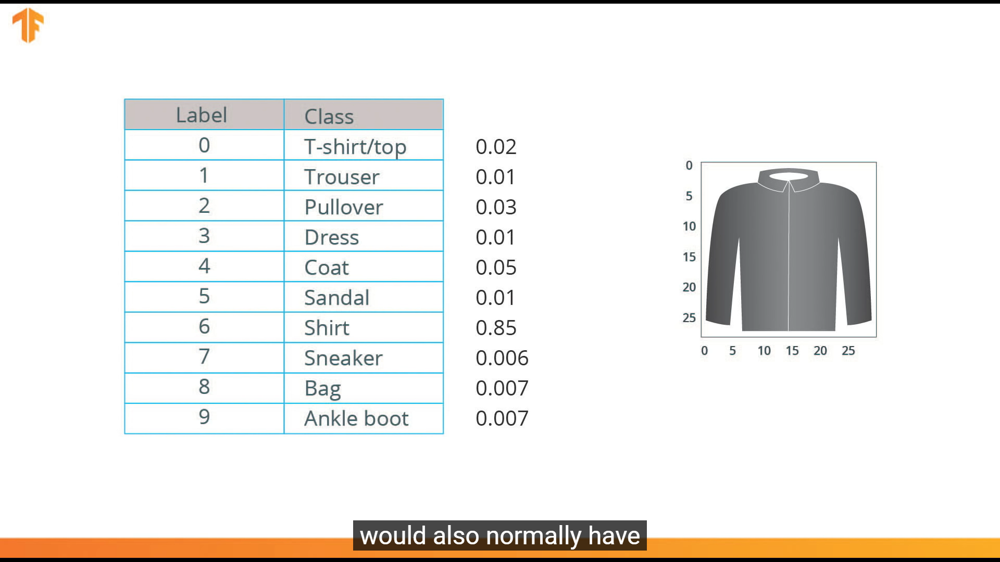 Label Class
0 T-shirt/top 0.02
1 Trouser 0.01
2 Pullover 0.03
3 Dress 0.01
4 Coat 0.05
5 Sandal 0.01
6 Shirt 0.85
7 Sneaker 0.006
8 Bag 0.007
9 Ankle boot 0.007
0
5
10
15
20
25
0 5 10 15 20 25
would also normally have